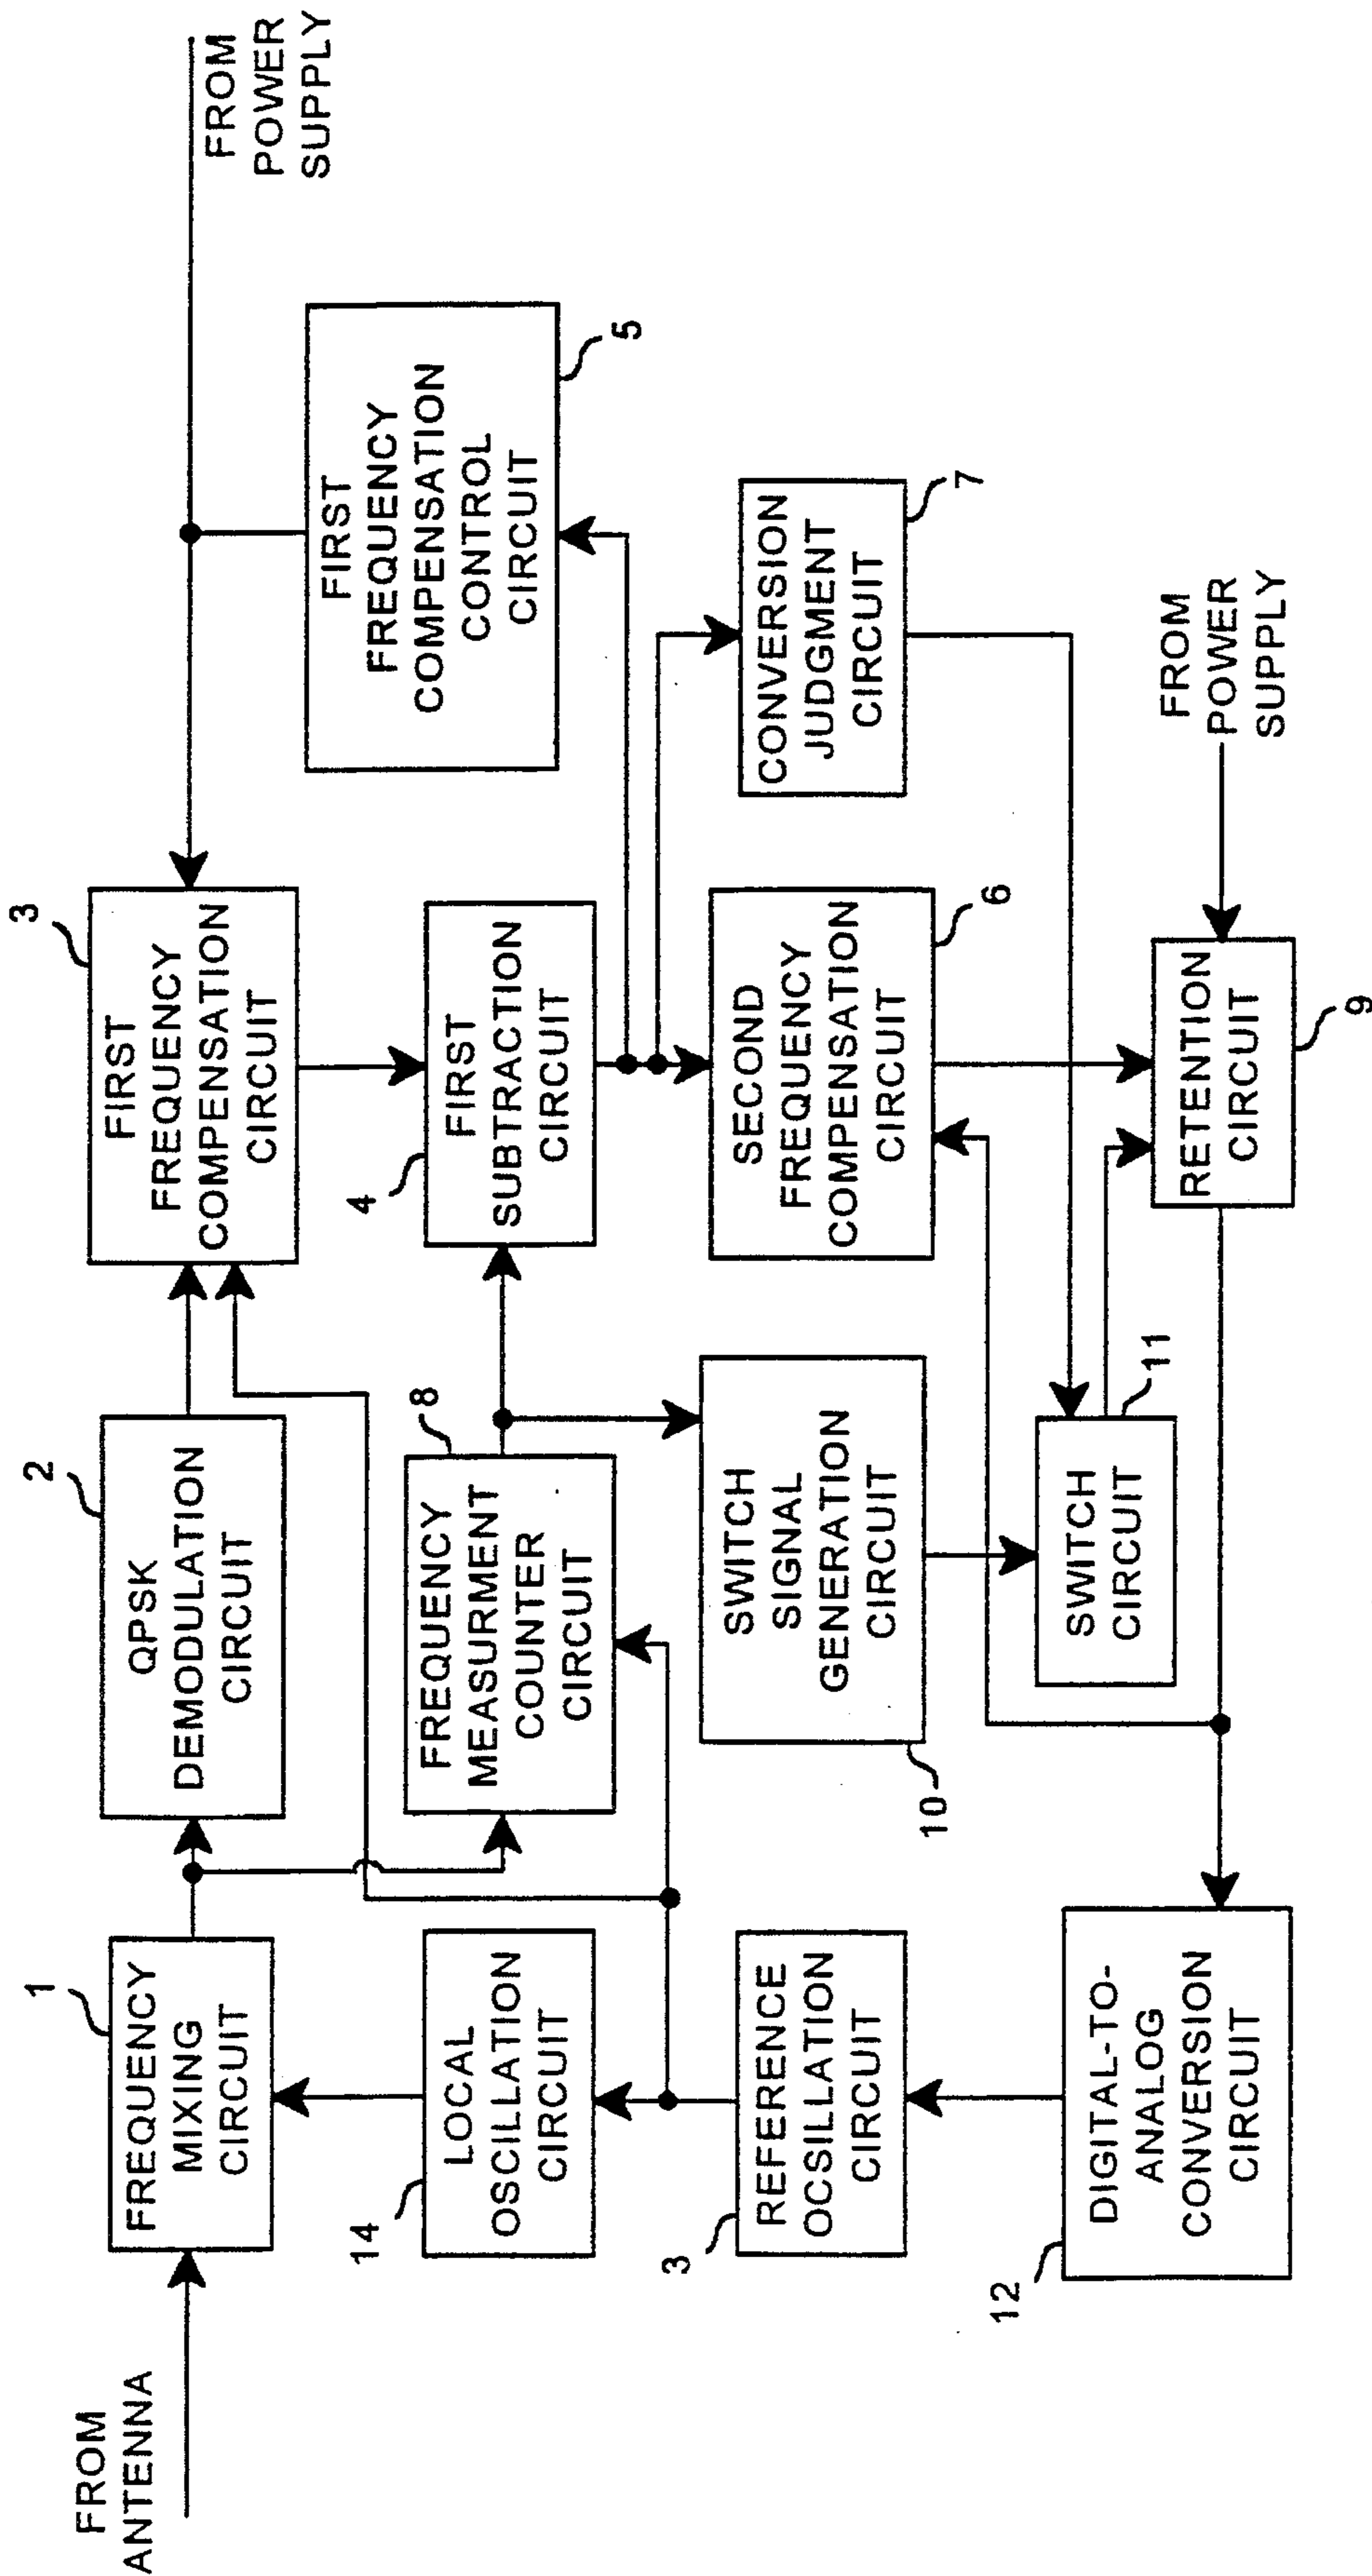 FROM
ANTENNA
1
FREQUENCY
MIXING
CIRCUIT
2
QPSK
DEMODULATION
CIRCUIT
3
FIRST
FREQUENCY
COMPENSATION
CIRCUIT
FROM
POWER
SUPPLY
14
LOCAL
OSCILLATION
CIRCUIT
8
FREQUENCY
MEASURMENT
COUNTER
CIRCUIT
4
FIRST
SUBTRACTION
CIRCUIT
FIRST
FREQUENCY
COMPENSATION
CONTROL
CIRCUIT
5
3
REFERENCE
OCSILLATION
CIRCUIT
SWITCH
SIGNAL
GENERATION
CIRCUIT
10
SECOND
FREQUENCY
COMPENSATION
CIRCUIT
6
CONVERSION
JUDGMENT
CIRCUIT
7
12
DIGITAL-TO-
ANALOG
CONVERSION
CIRCUIT
SWITCH
CIRCUIT
11
RETENTION
CIRCUIT
9
FROM
POWER
SUPPLY